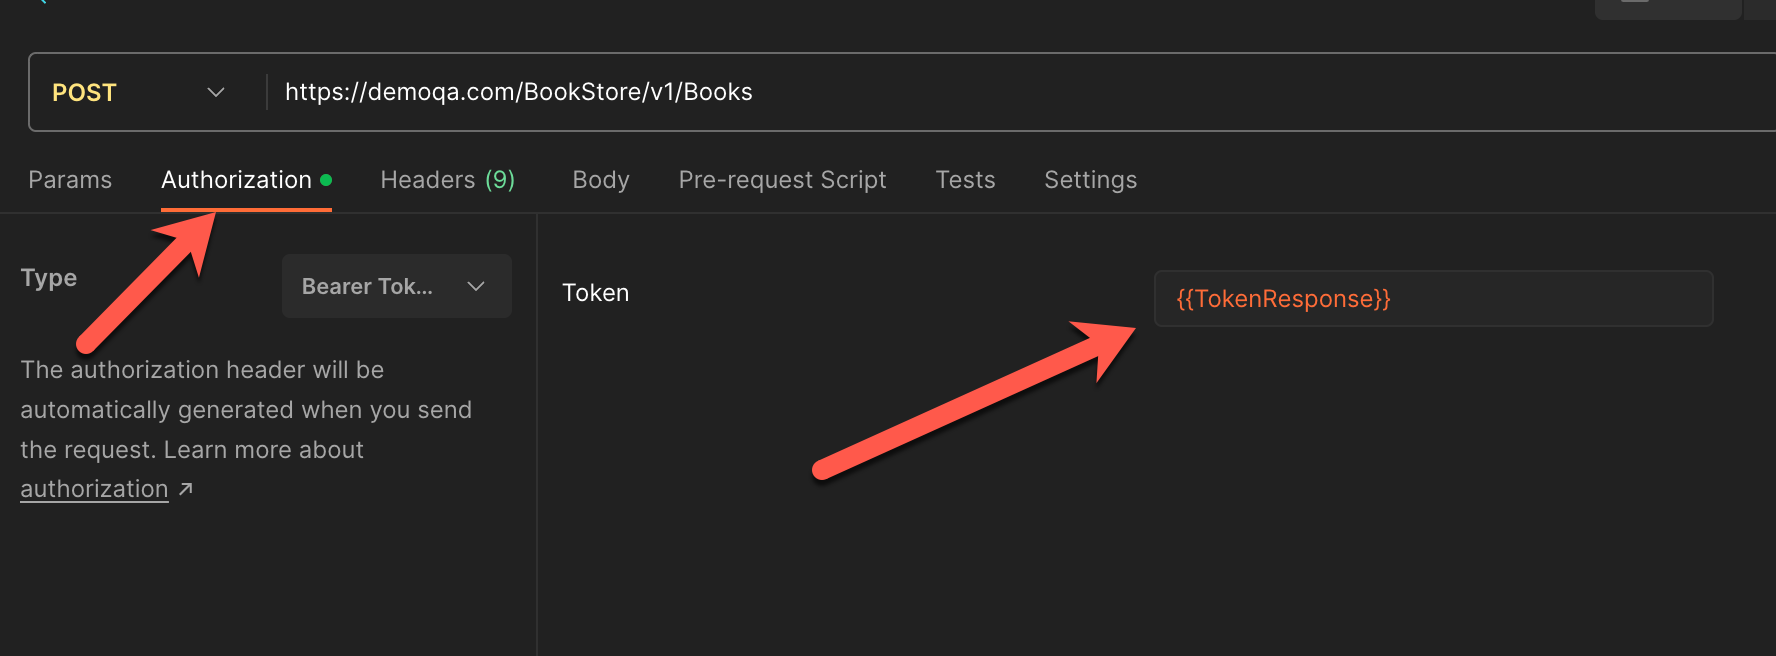 POST
https://demoqa.com/BookStore/v1/Books
Params Authorization Headers (9) Body Pre-request Script Tests Settings
Type
Bearer Tok...
Token
{{TokenResponse}}
The authorization header will be
automatically generated when you send
the request. Learn more about
authorization ↗